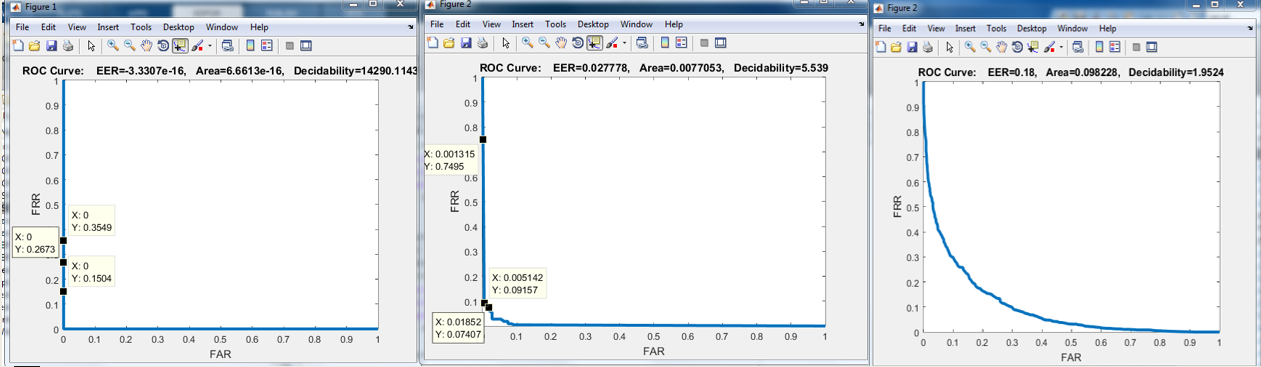 Figure 1
File Edit View Insert Tools Desktop Window Help
ROC Curve: EER=-3.3307e-16, Area=6.6613e-16, Decidability=14290.1143
1
0.9
0.8
0.7
0.6
0.5
X: 0
Y: 0.3549
X: 0
Y: 0.2673
X: 0
Y: 0.1504
0.2
0.1
0
FRR
0 0.1 0.2 0.3 0.4 0.5 0.6 0.7 0.8 0.9 1
FAR
Figure 2
File Edit View Insert Tools Desktop Window Help
ROC Curve: EER=0.027778, Area=0.0077053, Decidability=5.539
1
0.9
0.8
X: 0.001315
Y: 0.7495
0.6
0.5
0.4
0.3
0.2
X: 0.005142
Y: 0.09157
0.1
X: 0.01852
Y: 0.07407
FRR
0.1 0.2 0.3 0.4 0.5 0.6 0.7 0.8 0.9 1
FAR
Figure 2
File Edit View Insert Tools Desktop Window Help
ROC Curve: EER=0.18, Area=0.098228, Decidability=1.9524
1
0.9
0.8
0.7
0.6
0.5
0.4
0.3
0.2
0.1
0
FRR
0 0.1 0.2 0.3 0.4 0.5 0.6 0.7 0.8 0.9 1
FAR